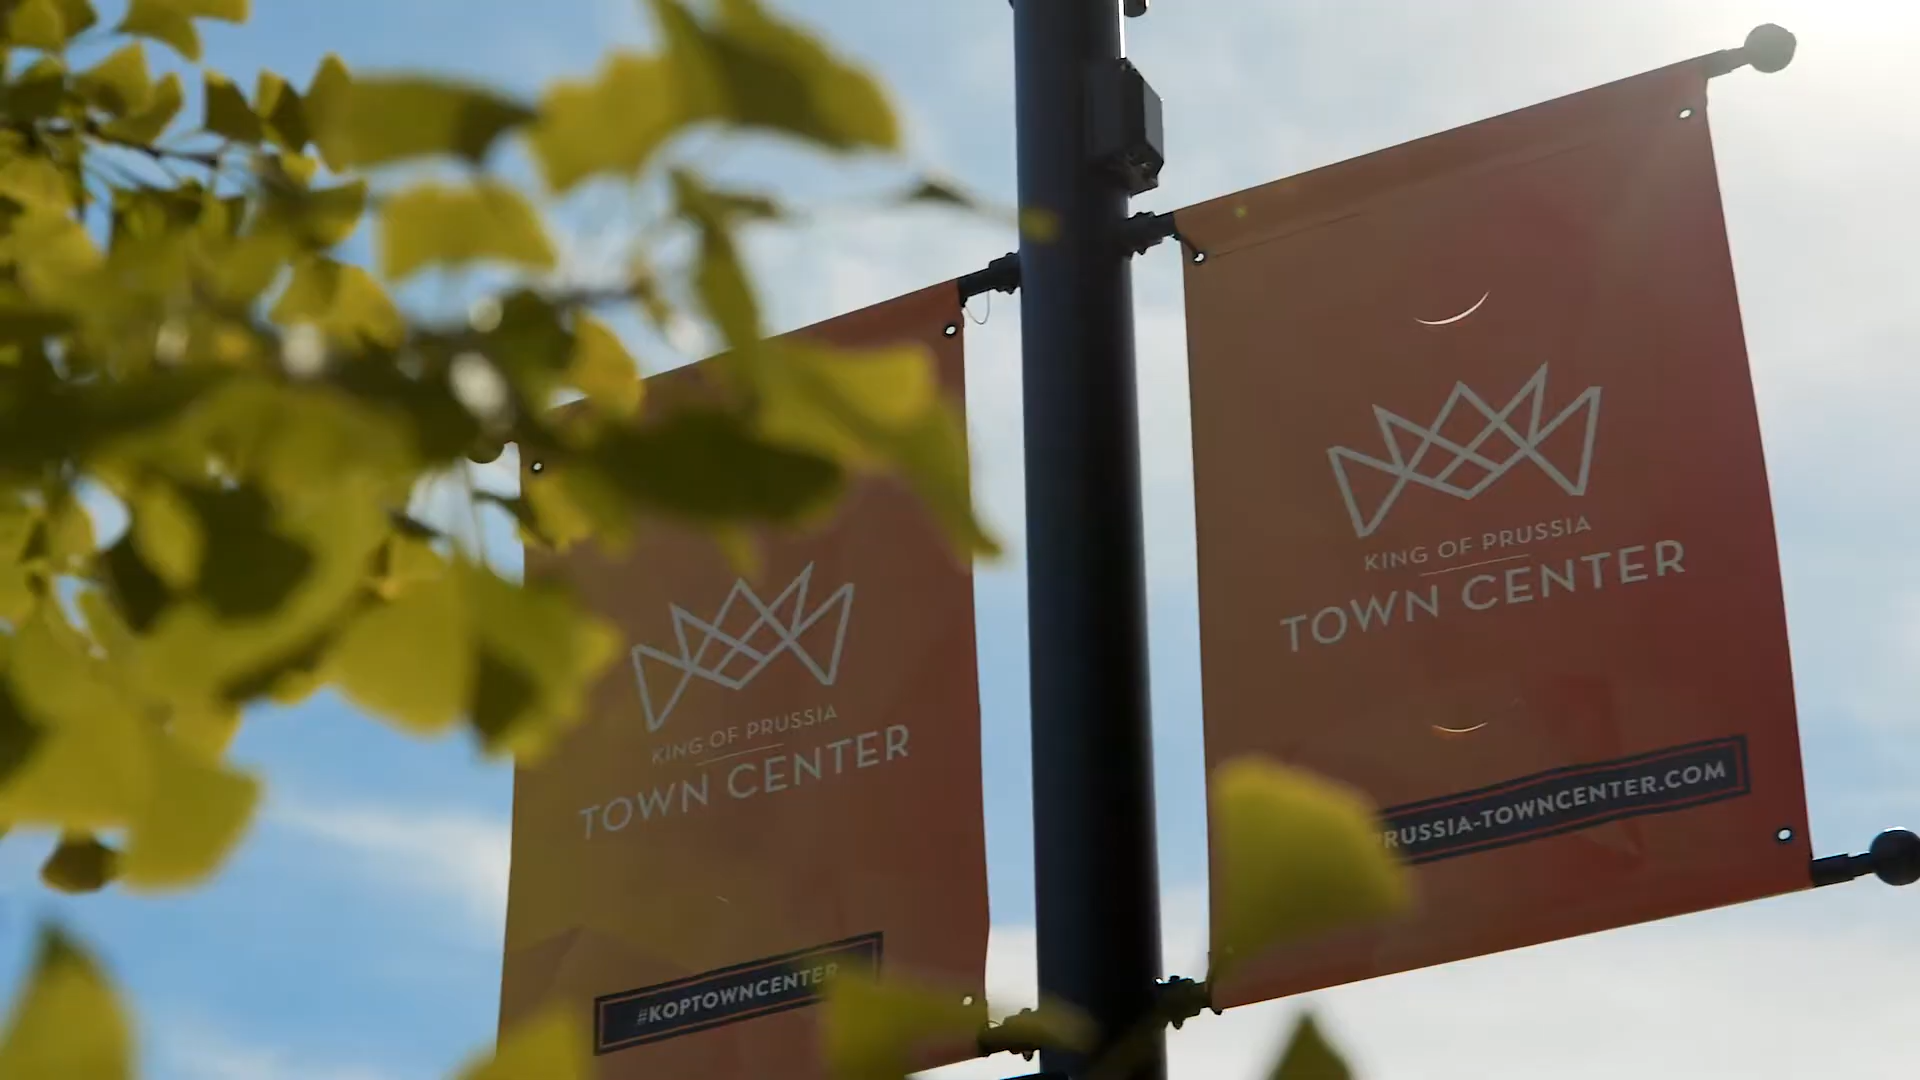 KING OF PRUSSIA
TOWN CENTER
#KOPTOWNCENTER
KING OF PRUSSIA
TOWN CENTER
PRUSSIA-TOWNCENTER.COM